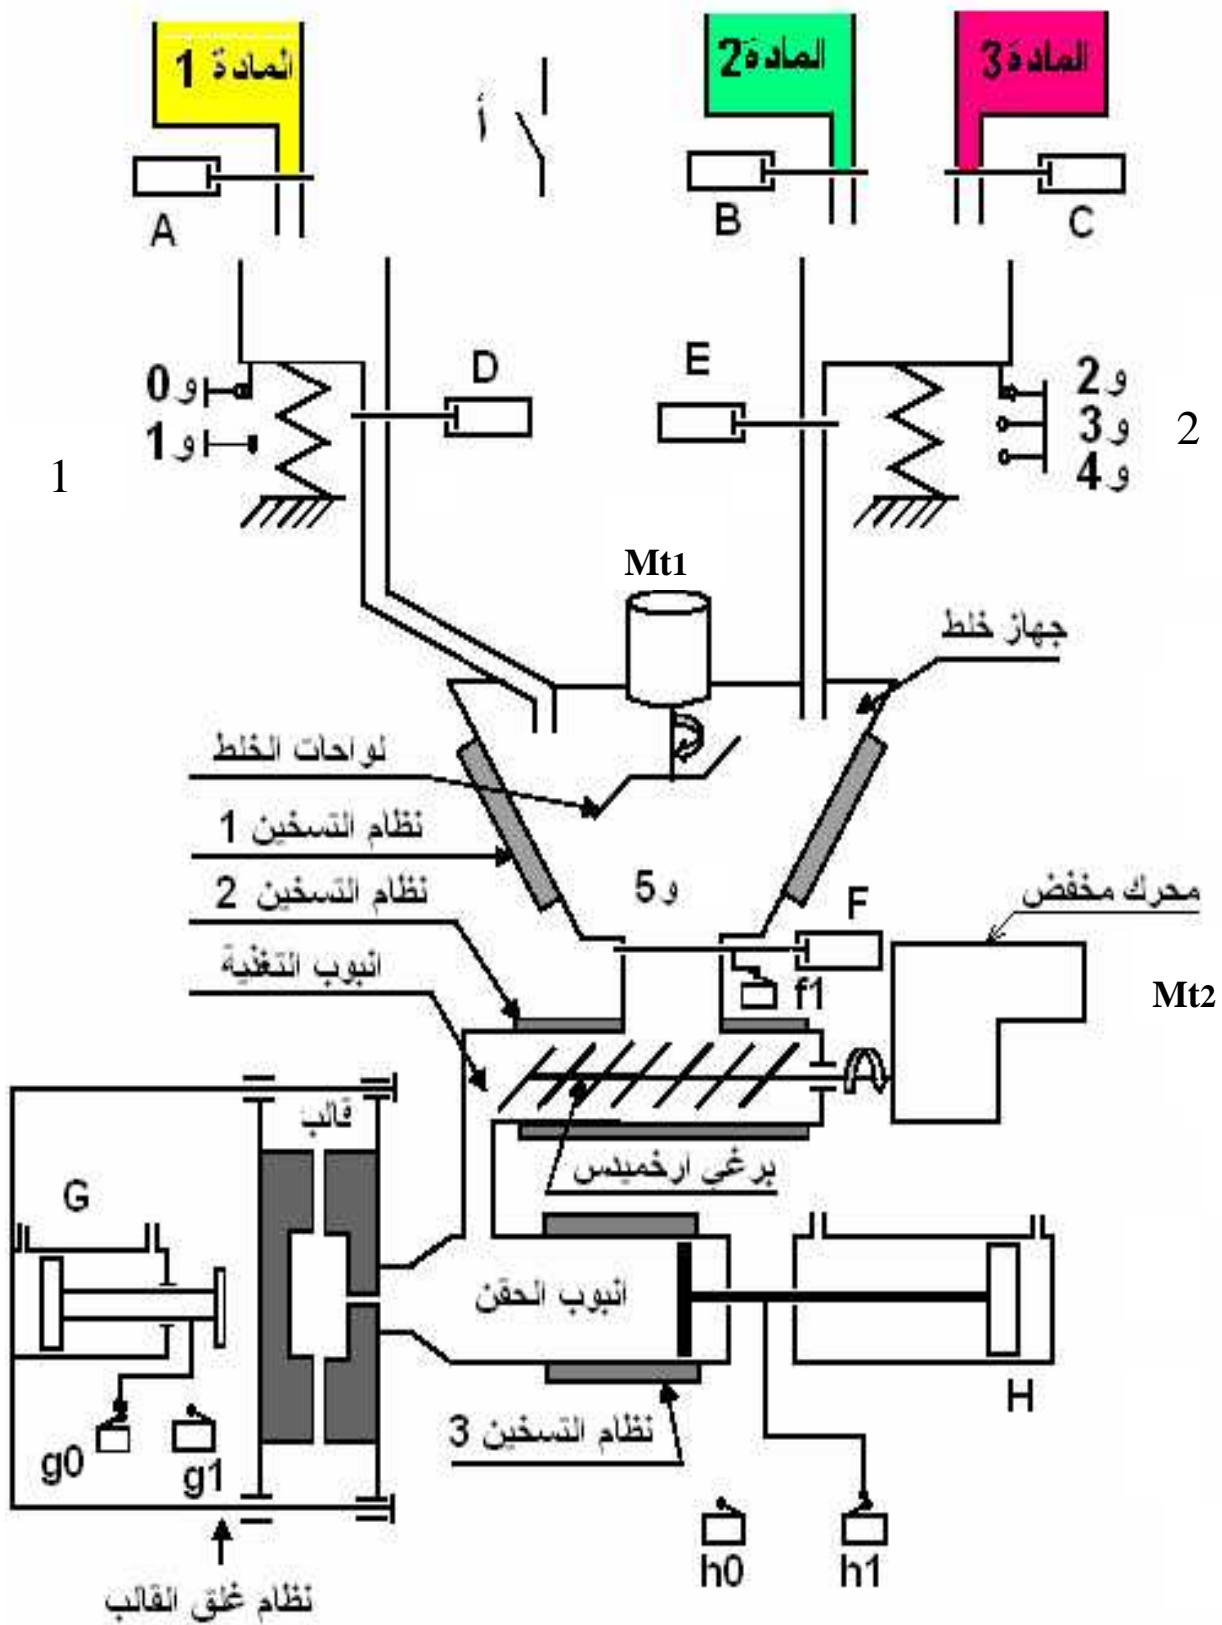 المادة 1
المادة 2
المادة 3
أ
A
B
C
D
E
و0
و1
1
و2
و3
و4
2
Mt1
جهاز خلط
لواحات الخلط
نظام التسخين 1
نظام التسخين 2
انبوب التغذية
و5
F
f1
محرك مخفض
Mt2
قالب
برغي ارخميدس
G
انبوب الحقن
H
نظام التسخين 3
g0
g1
h0
h1
نظام غلق القالب